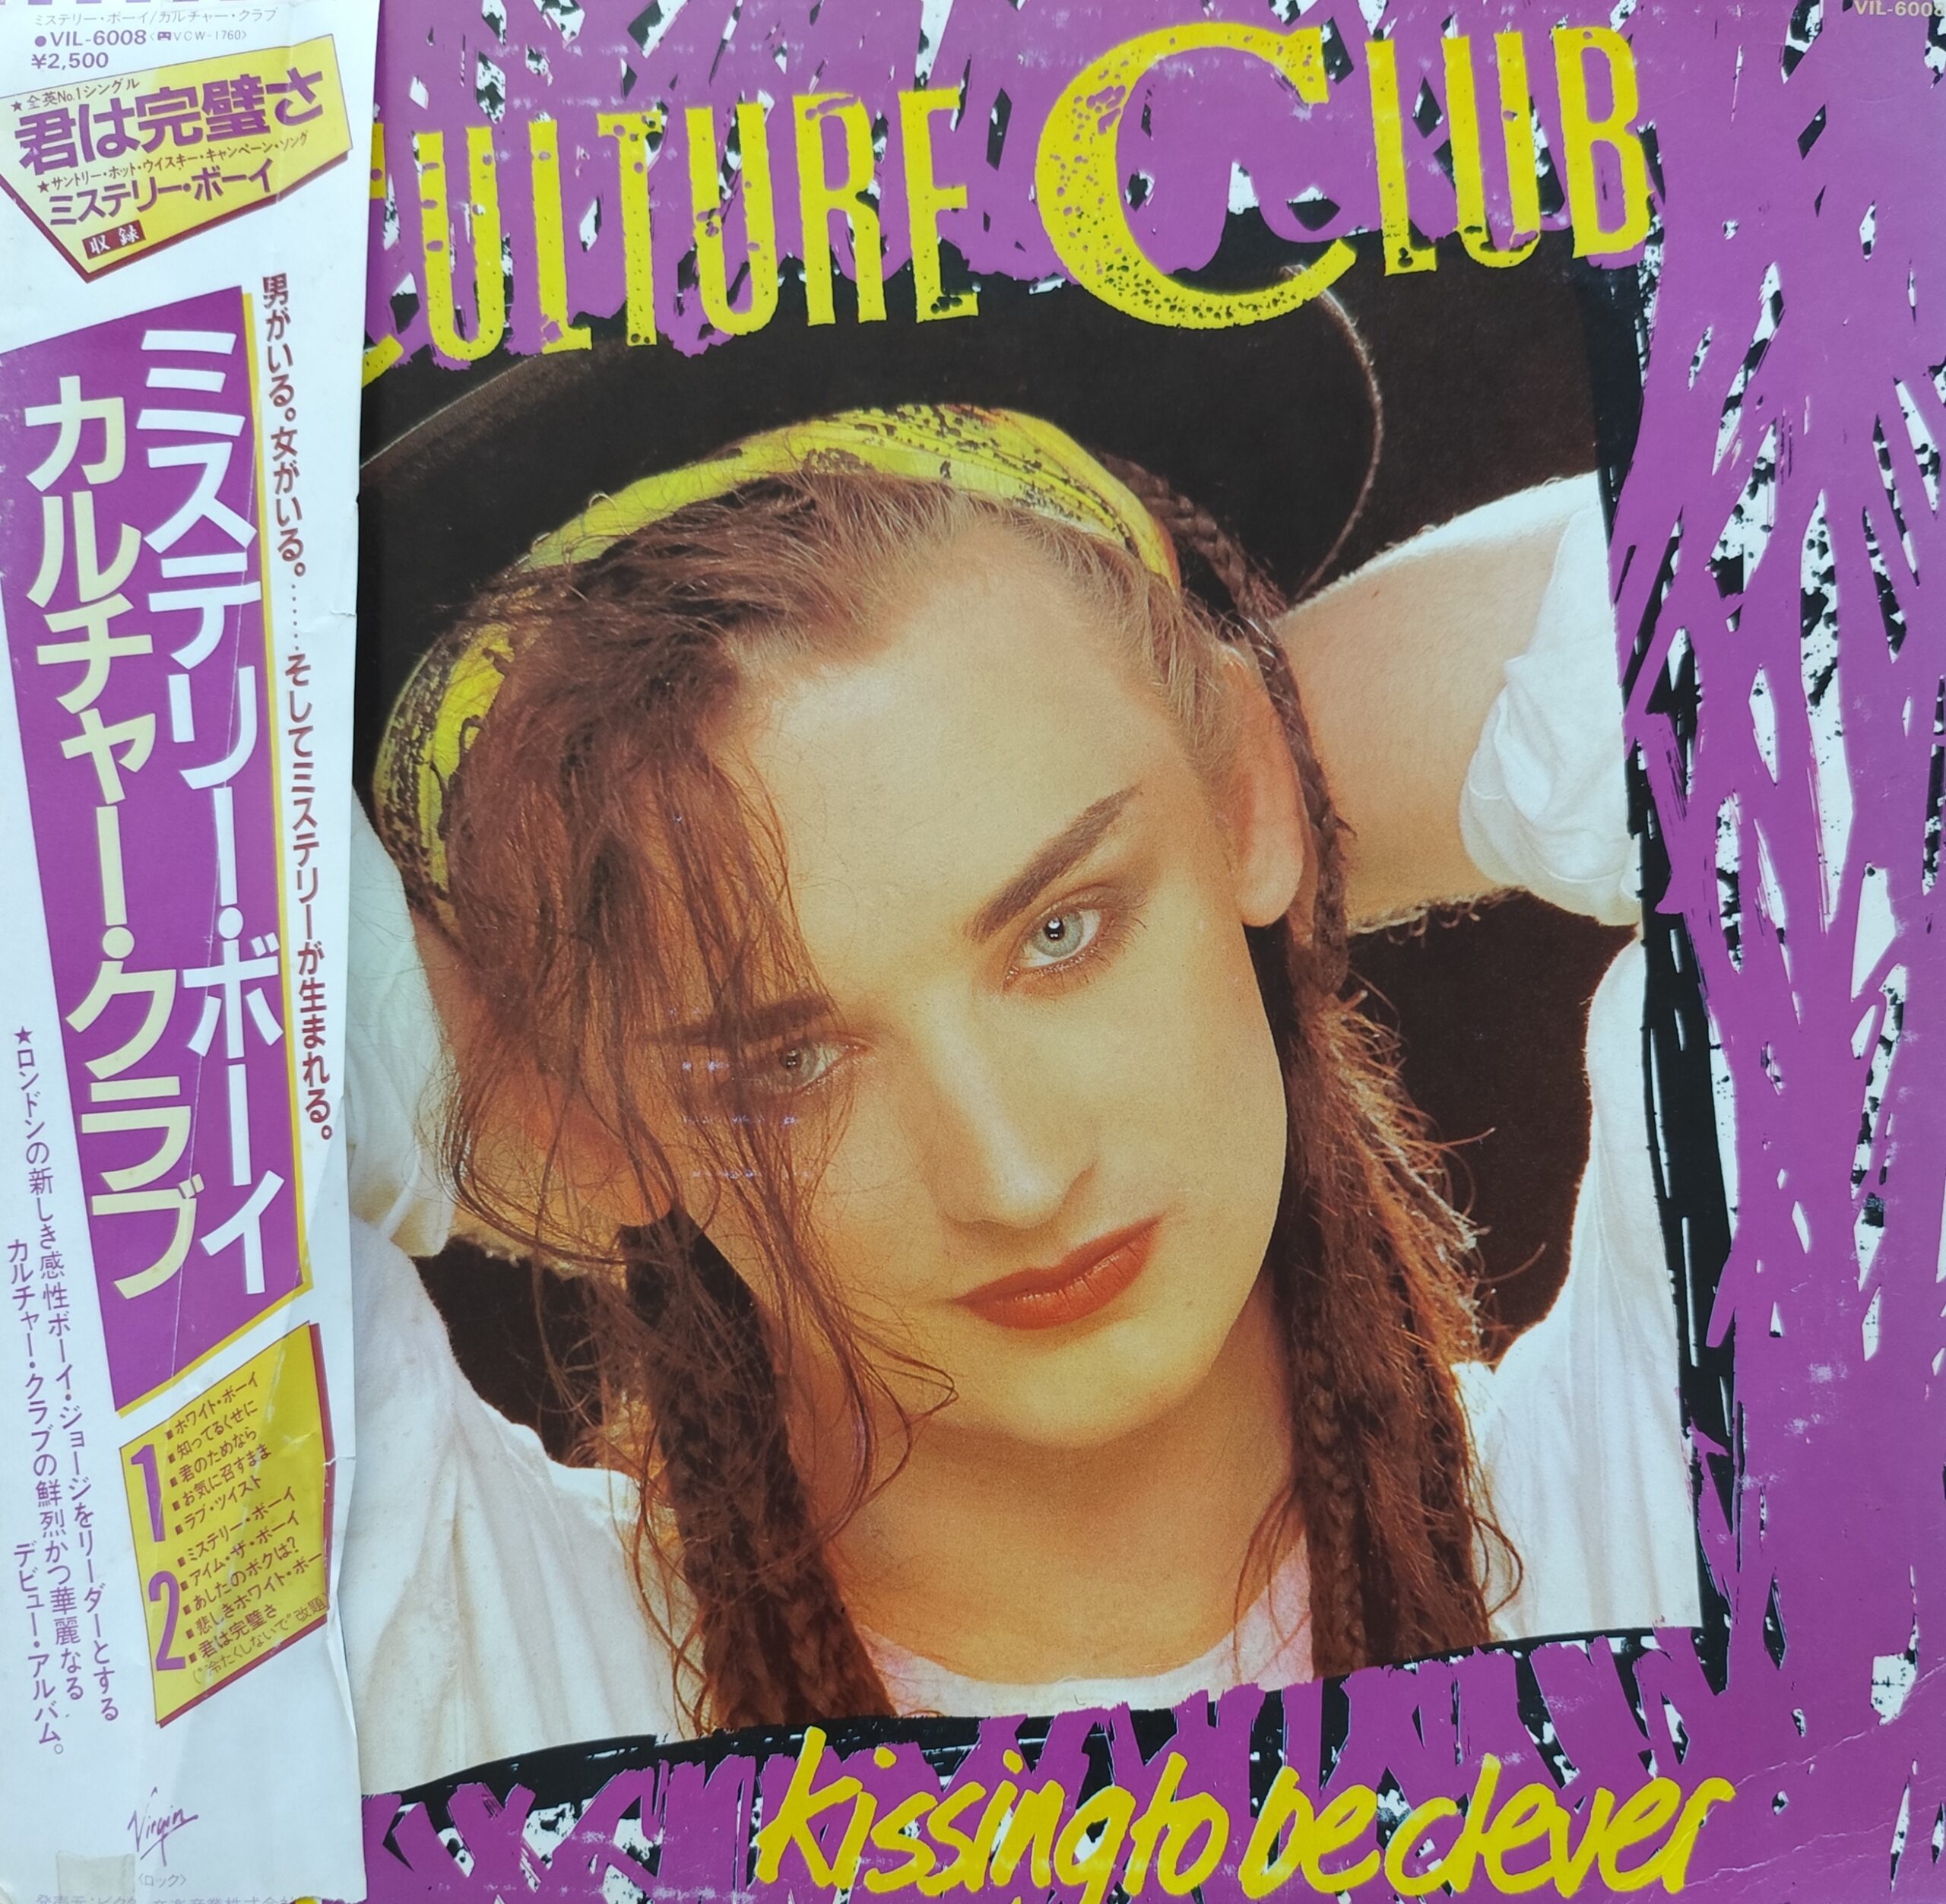 ミステリー・ボーイ/カルチャー・クラブ
●VIL-6008〈VCW-1760〉
¥2,500
★全英No.1シングル
君は完璧さ
★サントリー・ホット・ウイスキー・キャンペーン・ソング
ミステリー・ボーイ
収録
男がいる。女がいる。……そしてミステリーが生まれる。
ミステリー・ボーイ
カルチャー・クラブ
★ロンドンの新しき感性ボーイ・ジョージをリーダーとする
カルチャー・クラブの鮮烈かつ華麗なる
デビュー・アルバム。
1
■ホワイト・ボーイ
■知ってるくせに
■君のためなら
■お気に召すまま
■ラブ・ツイスト
2
■ミステリー・ボーイ
■アイム・ザ・ボーイ
■あしたのボクは?
■悲しきホワイト・ボー
■君は完璧さ
("冷たくしないで"改題
Virgin
〈ロック〉
CULTURE CLUB
VIL-6008
kissing to be clever